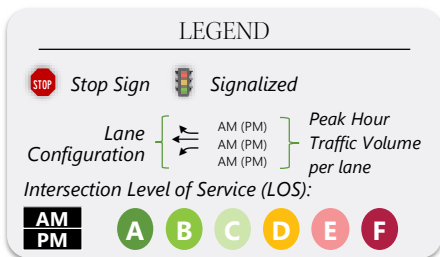 LEGEND
STOP Stop Sign Signalized
Lane Configuration
AM (PM)
AM (PM)
AM (PM)
Peak Hour
Traffic Volume
per lane
Intersection Level of Service (LOS):
AM
PM
A B C D E F